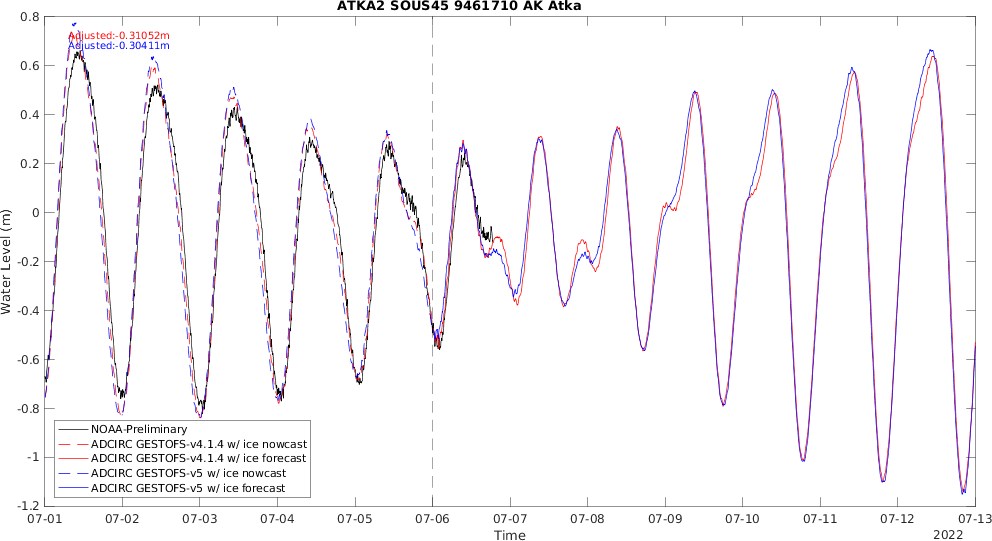 ATKA2 SOUS45 9461710 AK Atka
Adjusted:-0.31052m
Adjusted:-0.30411m
Water Level (m)
0.8
0.6
0.4
0.2
0
-0.2
-0.4
-0.6
-0.8
-1
-1.2
NOAA-Preliminary
ADCIRC GESTOFS-v4.1.4 w/ ice nowcast
ADCIRC GESTOFS-v4.1.4 w/ ice forecast
ADCIRC GESTOFS-v5 w/ ice nowcast
ADCIRC GESTOFS-v5 w/ ice forecast
07-01 07-02 07-03 07-04 07-05 07-06 07-07 07-08 07-09 07-10 07-11 07-12 07-13
Time
2022